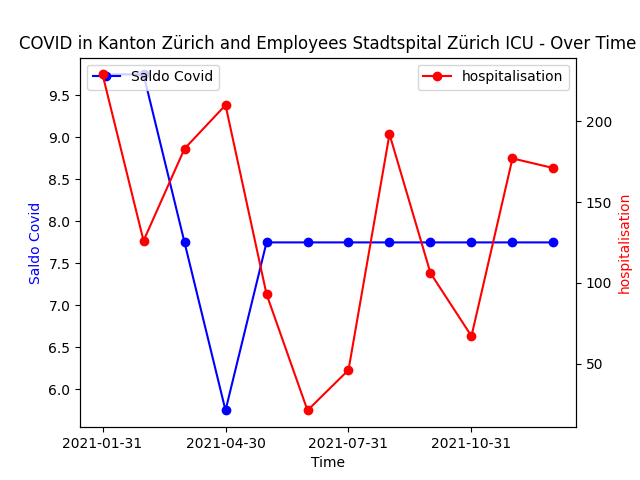 COVID in Kanton Zürich and Employees Stadtspital Zürich ICU - Over Time
Saldo Covid
hospitalisation
9.5
9.0
8.5
8.0
7.5
7.0
6.5
6.0
Saldo Covid
200
150
100
50
hospitalisation
2021-01-31
2021-04-30
2021-07-31
2021-10-31
Time